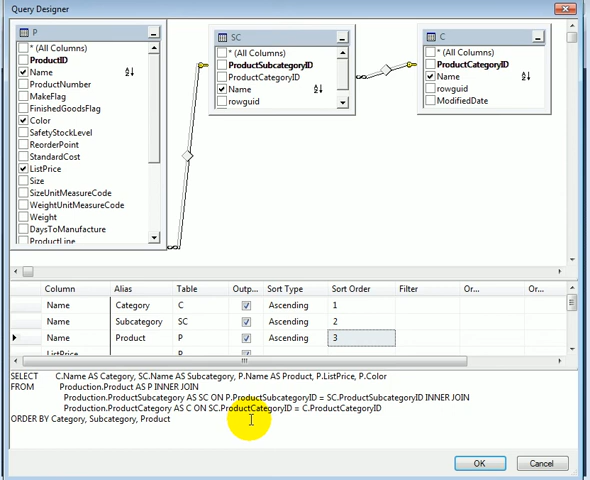 Query Designer
P
* (All Columns)
ProductID
Name
ProductNumber
MakeFlag
FinishedGoodsFlag
Color
SafetyStockLevel
ReorderPoint
StandardCost
ListPrice
Size
SizeUnitMeasureCode
WeightUnitMeasureCode
Weight
DaysToManufacture
ProductLine
SC
* (All Columns)
ProductSubcategoryID
ProductCategoryID
Name
rowguid
C
* (All Columns)
ProductCategoryID
Name
rowguid
ModifiedDate
Column Alias Table Outp... Sort Type Sort Order Filter Or... Or...
Name Category C Ascending 1
Name Subcategory SC Ascending 2
Name Product P Ascending 3
ListPrice P
SELECT C.Name AS Category, SC.Name AS Subcategory, P.Name AS Product, P.ListPrice, P.Color
FROM Production.Product AS P INNER JOIN
Production.ProductSubcategory AS SC ON P.ProductSubcategoryID = SC.ProductSubcategoryID INNER JOIN
Production.ProductCategory AS C ON SC.ProductCategoryID = C.ProductCategoryID
ORDER BY Category, Subcategory, Product
OK Cancel